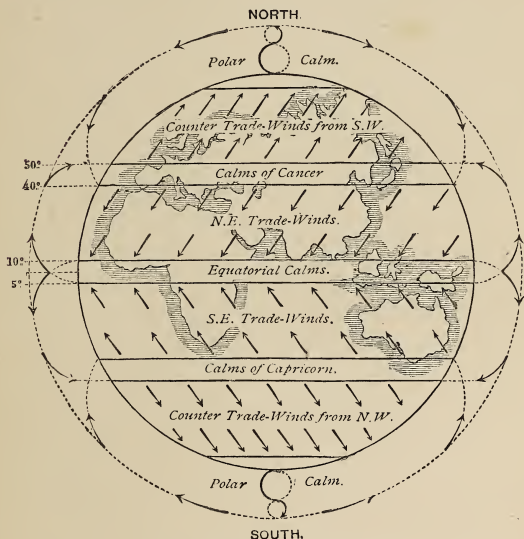 NORTH.
Polar Calm.
Counter Trade-Winds from S.W.
50°
Calms of Cancer
40°
N.E. Trade-Winds.
10°
Equatorial Calms.
5°
S.E. Trade-Winds.
Calms of Capricorn.
Counter Trade-Winds from N.W.
Polar Calm.
SOUTH.